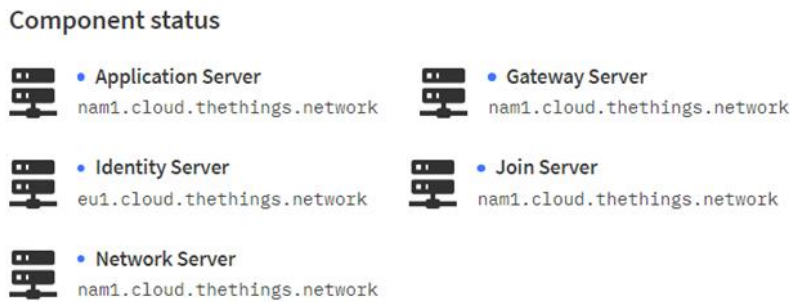 Component status
Application Server
nam1.cloud.thethings.network
Gateway Server
nam1.cloud.thethings.network
Identity Server
eu1.cloud.thethings.network
Join Server
nam1.cloud.thethings.network
Network Server
nam1.cloud.thethings.network